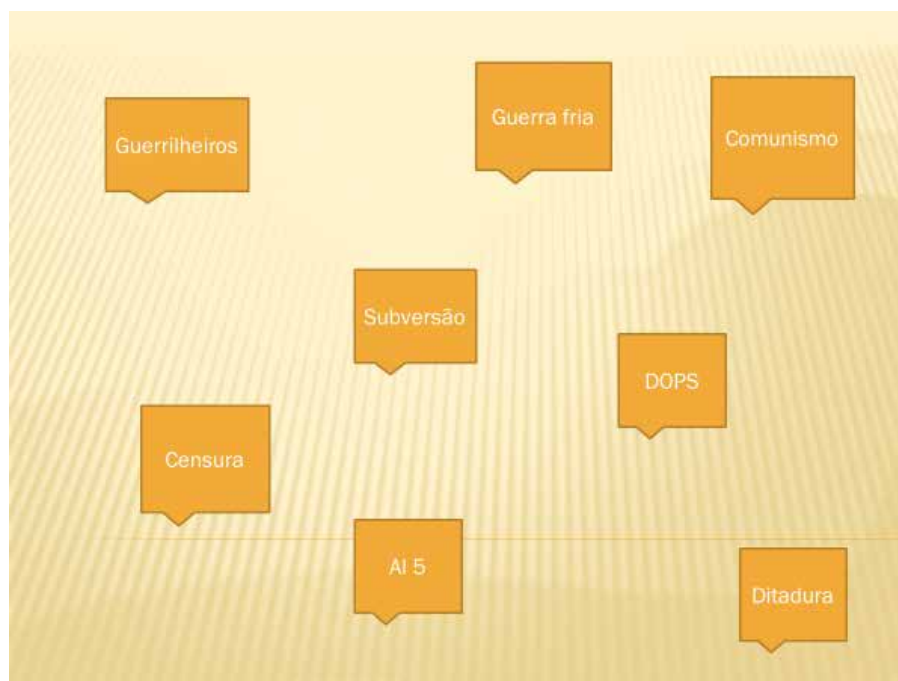 Guerra fria
Comunismo
Guerrilheiros
Subversão
DOPS
Censura
AI 5
Ditadura